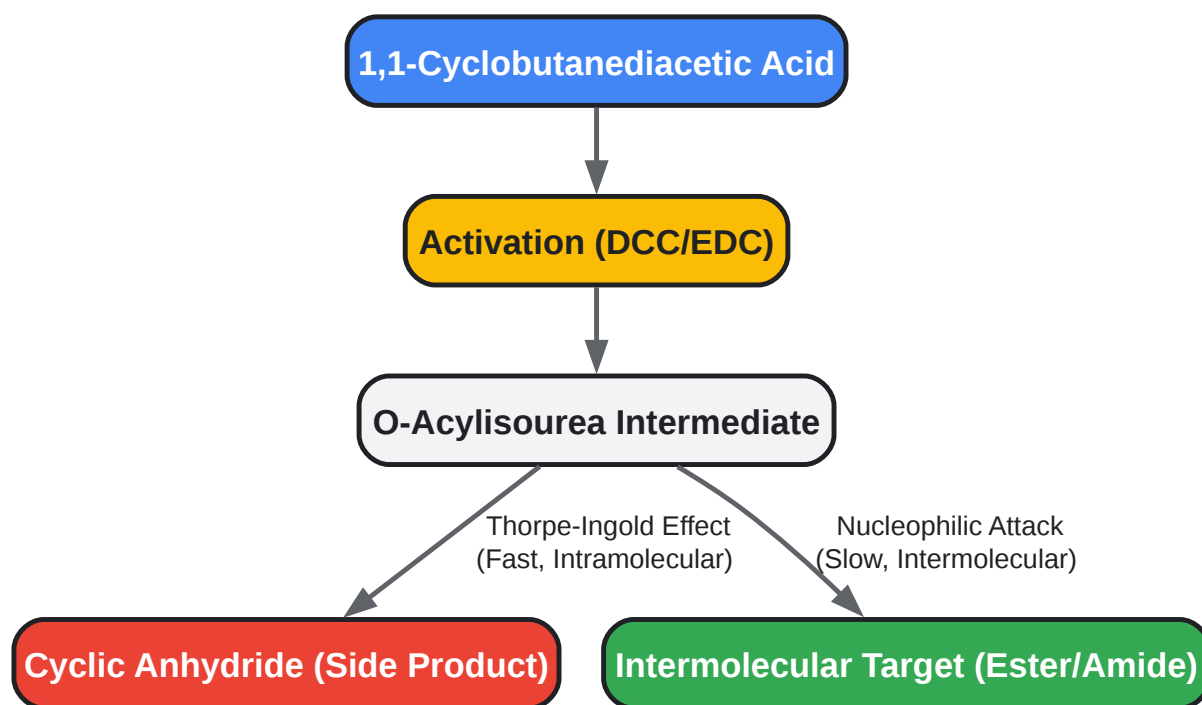 1,1-Cyclobutanediacetic Acid
Activation (DCC/EDC)
O-Acylisourea Intermediate
Thorpe-Ingold Effect
(Fast, Intramolecular)
Nucleophilic Attack
(Slow, Intermolecular)
Cyclic Anhydride (Side Product)
Intermolecular Target (Ester/Amide)